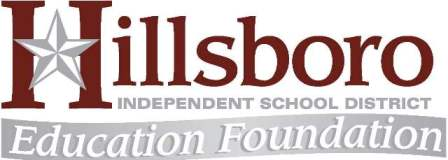 Hillsboro
INDEPENDENT SCHOOL DISTRICT
Education Foundation